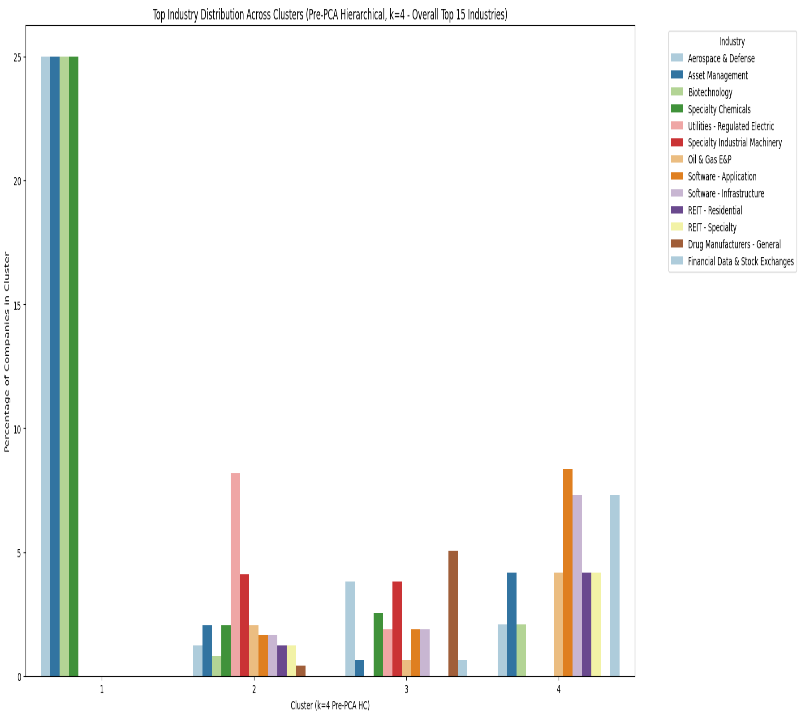 Top Industry Distribution Across Clusters (Pre-PCA Hierarchical, k=4 - Overall Top 15 Industries)
Percentage of Companies in Cluster
25
20
15
10
5
0
1
2
3
4
Cluster (k=4 Pre-PCA HC)
Industry
Aerospace & Defense
Asset Management
Biotechnology
Specialty Chemicals
Utilities - Regulated Electric
Specialty Industrial Machinery
Oil & Gas E&P
Software - Application
Software - Infrastructure
REIT - Residential
REIT - Specialty
Drug Manufacturers - General
Financial Data & Stock Exchanges